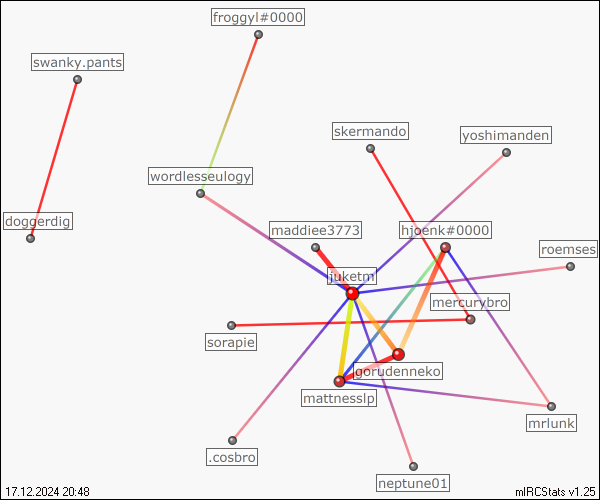 froggyl#0000
swanky.pants
skermando
yoshimanden
wordlesseulogy
doggerdig
maddiee3773
hjoenk#0000
roemses
juketm
mercurybro
sorapie
gorudenneko
mattnesslp
mrlunk
.cosbro
neptune01
17.12.2024 20:48
mIRCStats v1.25